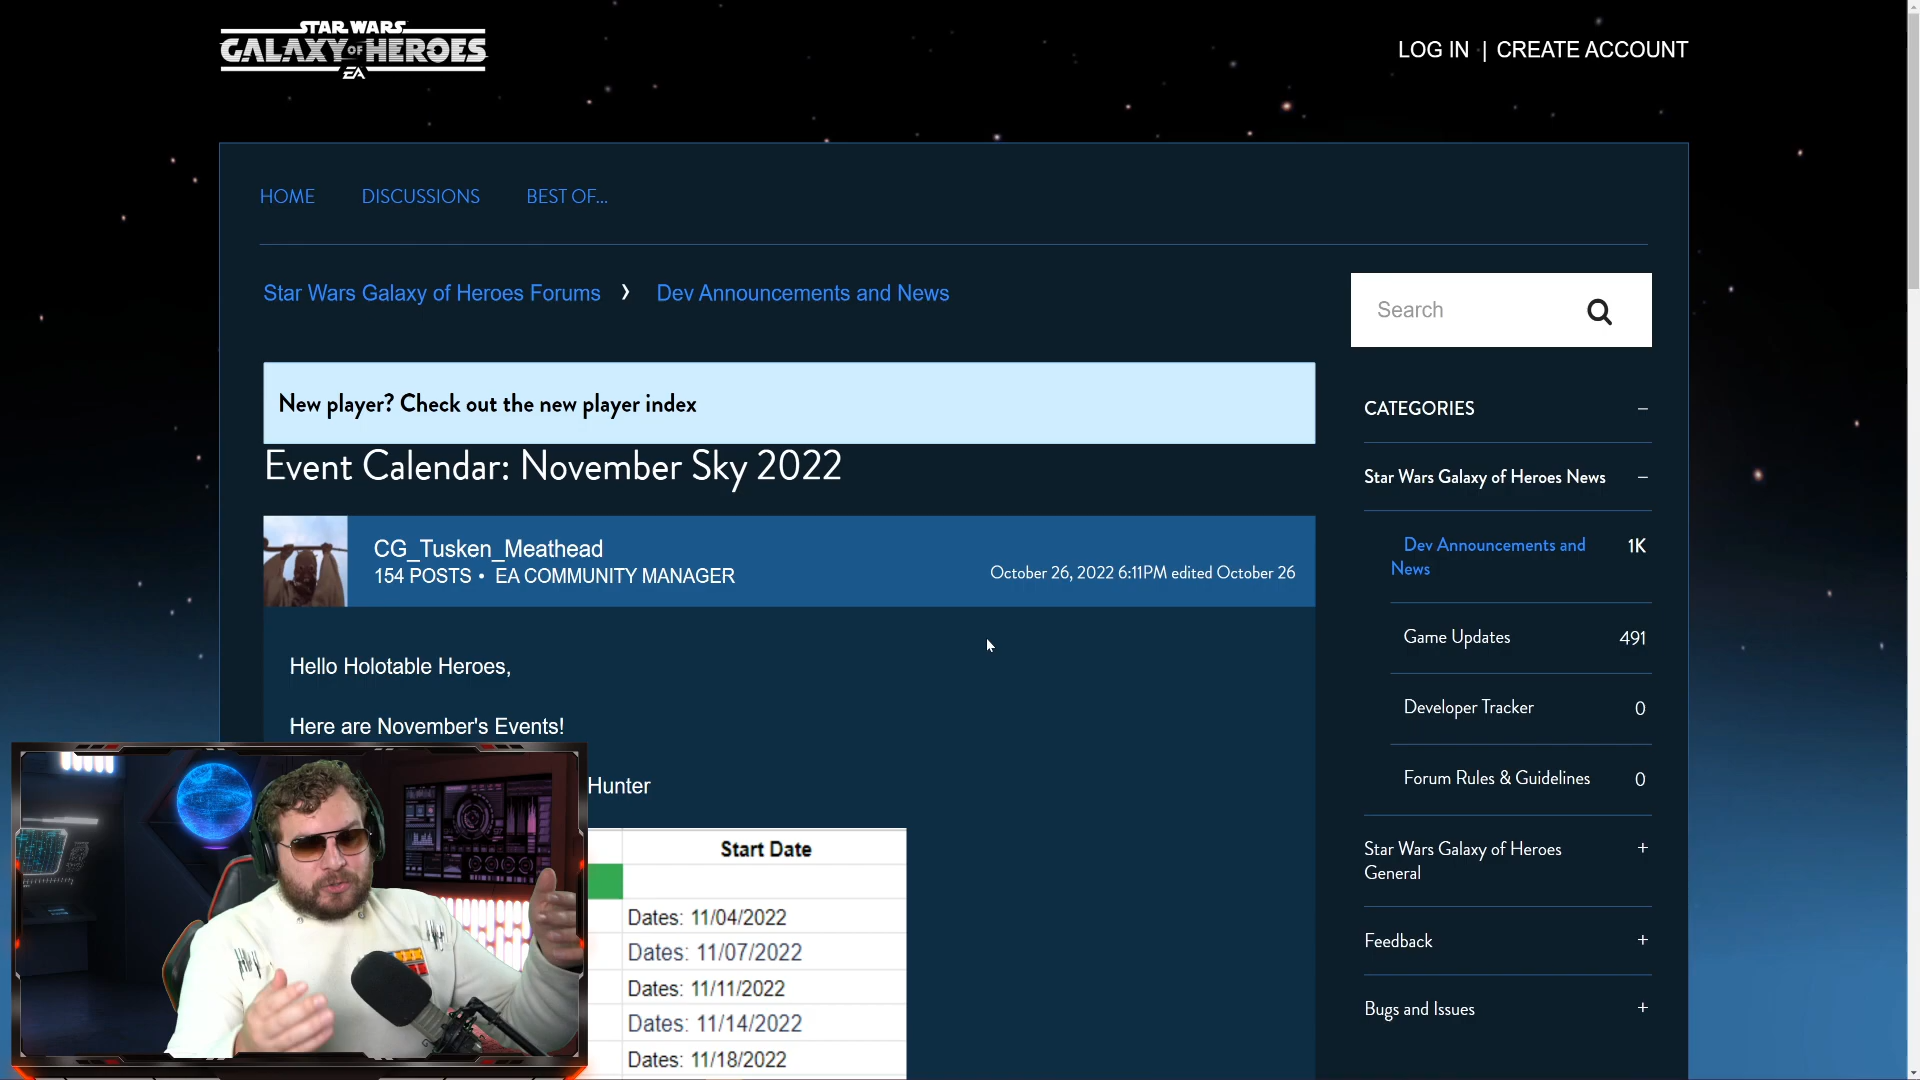 STAR WARS
GALAXY OF HEROES
EA
LOG IN | CREATE ACCOUNT
HOME DISCUSSIONS BEST OF...
Star Wars Galaxy of Heroes Forums › Dev Announcements and News
Search
New player? Check out the new player index
Event Calendar: November Sky 2022
CG_Tusken_Meathead
154 POSTS • EA COMMUNITY MANAGER
October 26, 2022 6:11PM edited October 26
Hello Holotable Heroes,
Here are November's Events!
Hunter
Start Date
Dates: 11/04/2022
Dates: 11/07/2022
Dates: 11/11/2022
Dates: 11/14/2022
Dates: 11/18/2022
CATEGORIES –
Star Wars Galaxy of Heroes News –
Dev Announcements and 1K
News
Game Updates 491
Developer Tracker 0
Forum Rules & Guidelines 0
Star Wars Galaxy of Heroes +
General
Feedback +
Bugs and Issues +